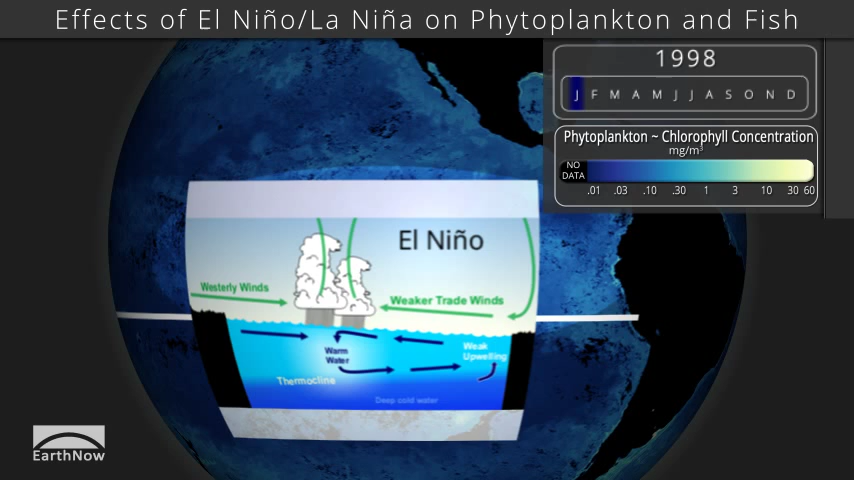 Effects of El Niño/La Niña on Phytoplankton and Fish
1998
J F M A M J J A S O N D
Phytoplankton ~ Chlorophyll Concentration
mg/m³
NO
DATA
.01 .03 .10 .30 1 3 10 30 60
El Niño
Westerly Winds
Weaker Trade Winds
Warm
Water
Weak
Upwelling
Thermocline
Deep cold water
EarthNow